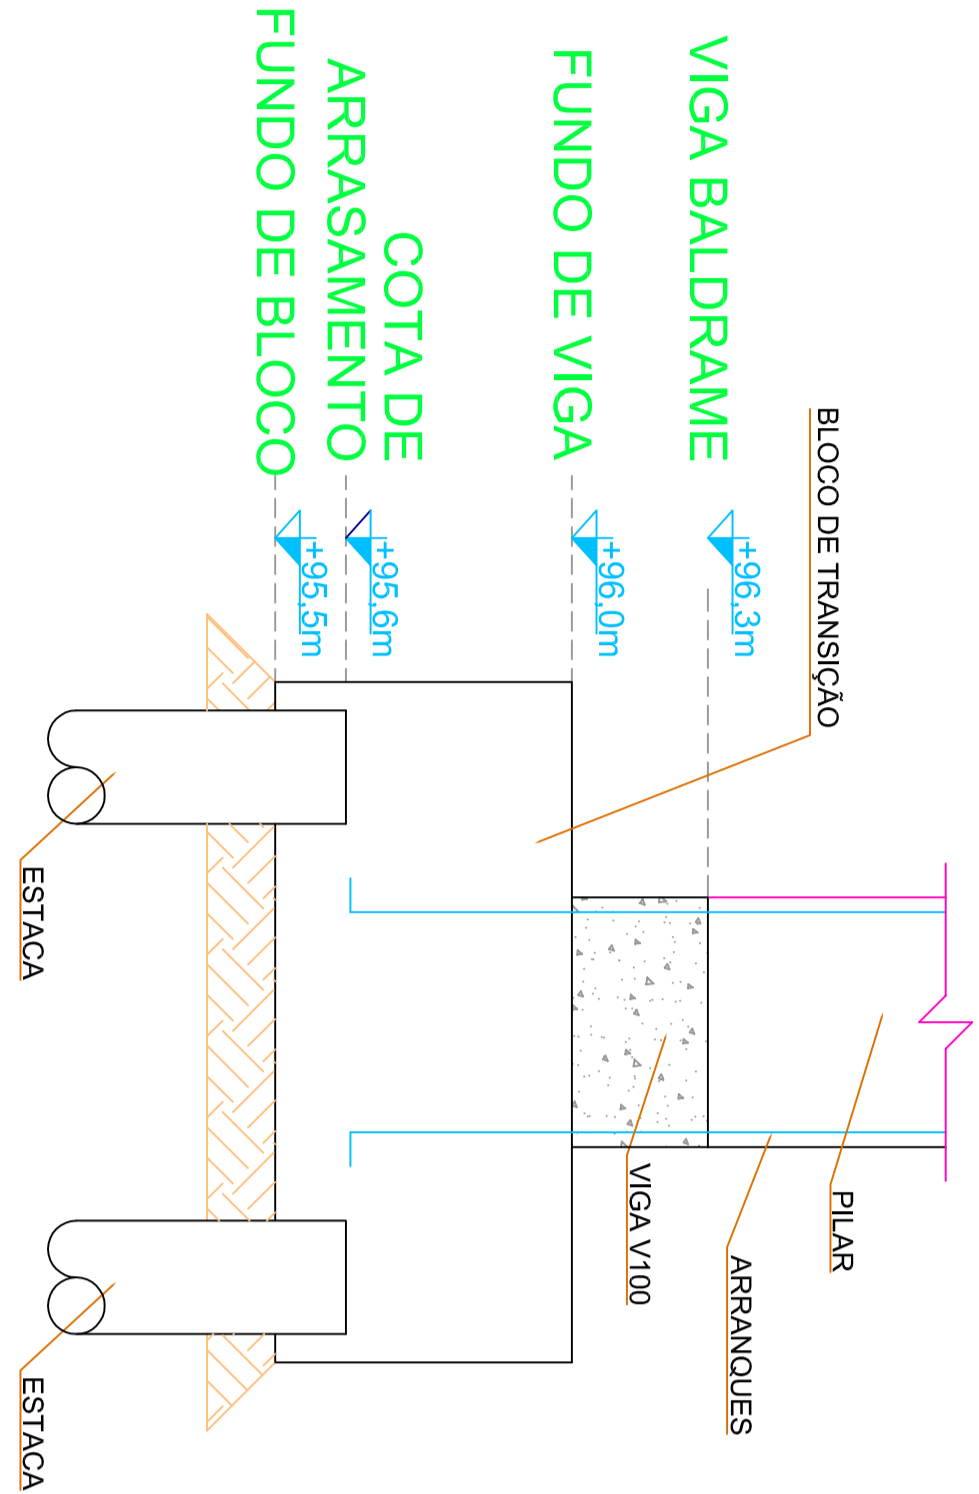 BLOCO DE TRANSIÇÃO
PILAR
ARRANQUES
VIGA BALDRAME
+96,3m
VIGA V100
FUNDO DE VIGA
+96,0m
COTA DE
ARRASAMENTO
+95,6m
FUNDO DE BLOCO
+95,5m
ESTACA
ESTACA